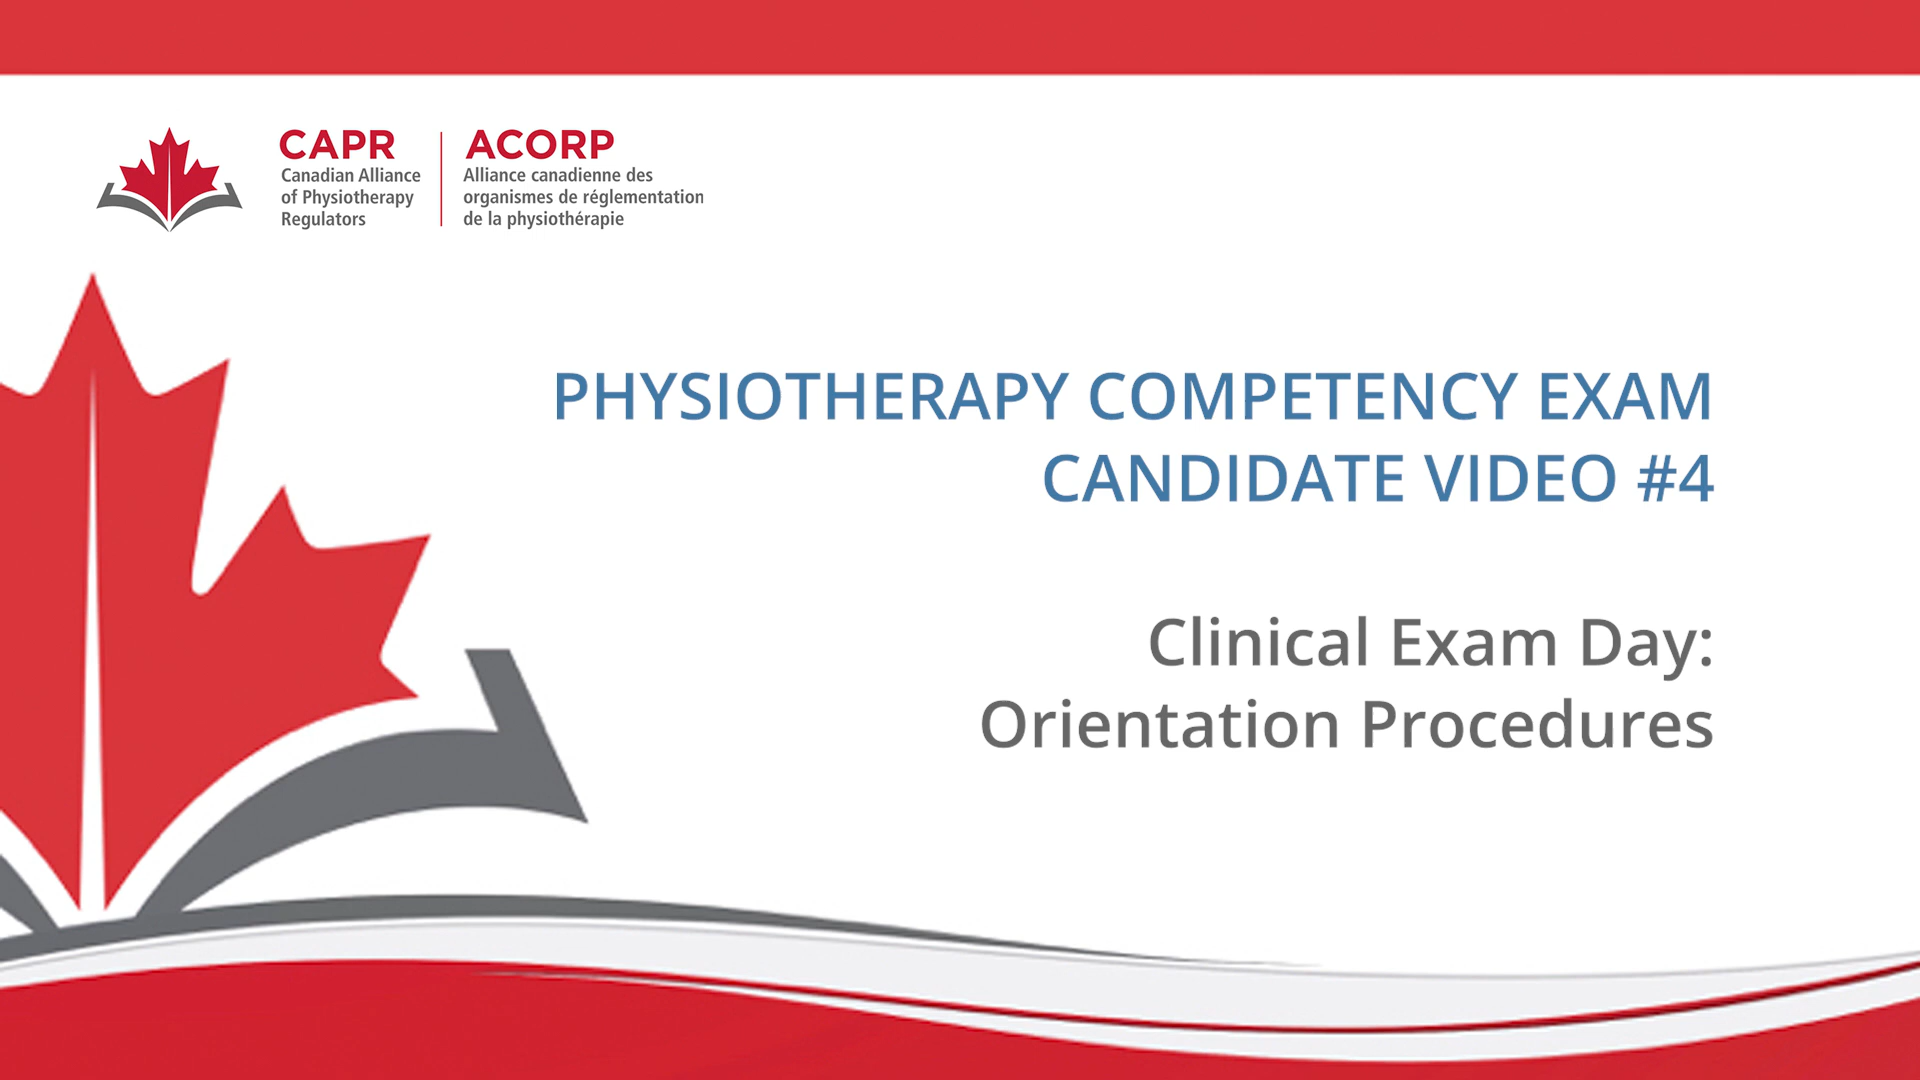 CAPR
Canadian Alliance
of Physiotherapy
Regulators
ACORP
Alliance canadienne des
organismes de réglementation
de la physiothérapie
PHYSIOTHERAPY COMPETENCY EXAM
CANDIDATE VIDEO #4
Clinical Exam Day:
Orientation Procedures